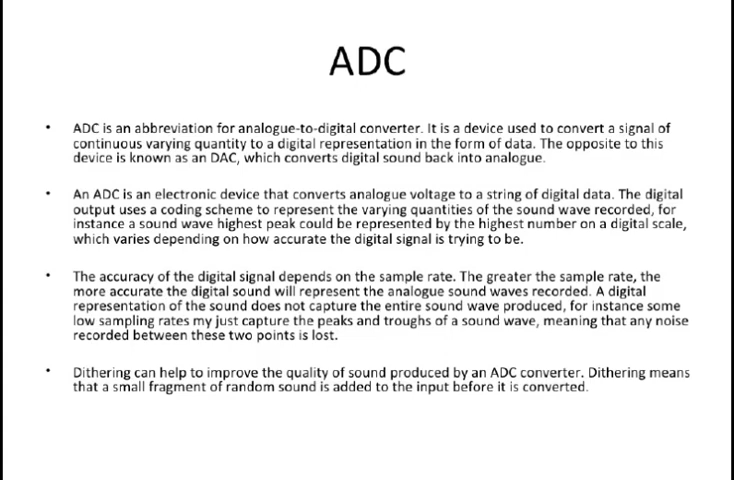 ADC
• ADC is an abbreviation for analogue-to-digital converter. It is a device used to convert a signal of
continuous varying quantity to a digital representation in the form of data. The opposite to this
device is known as an DAC, which converts digital sound back into analogue.
• An ADC is an electronic device that converts analogue voltage to a string of digital data. The digital
output uses a coding scheme to represent the varying quantities of the sound wave recorded, for
instance a sound wave highest peak could be represented by the highest number on a digital scale,
which varies depending on how accurate the digital signal is trying to be.
• The accuracy of the digital signal depends on the sample rate. The greater the sample rate, the
more accurate the digital sound will represent the analogue sound waves recorded. A digital
representation of the sound does not capture the entire sound wave produced, for instance some
low sampling rates my just capture the peaks and troughs of a sound wave, meaning that any noise
recorded between these two points is lost.
• Dithering can help to improve the quality of sound produced by an ADC converter. Dithering means
that a small fragment of random sound is added to the input before it is converted.